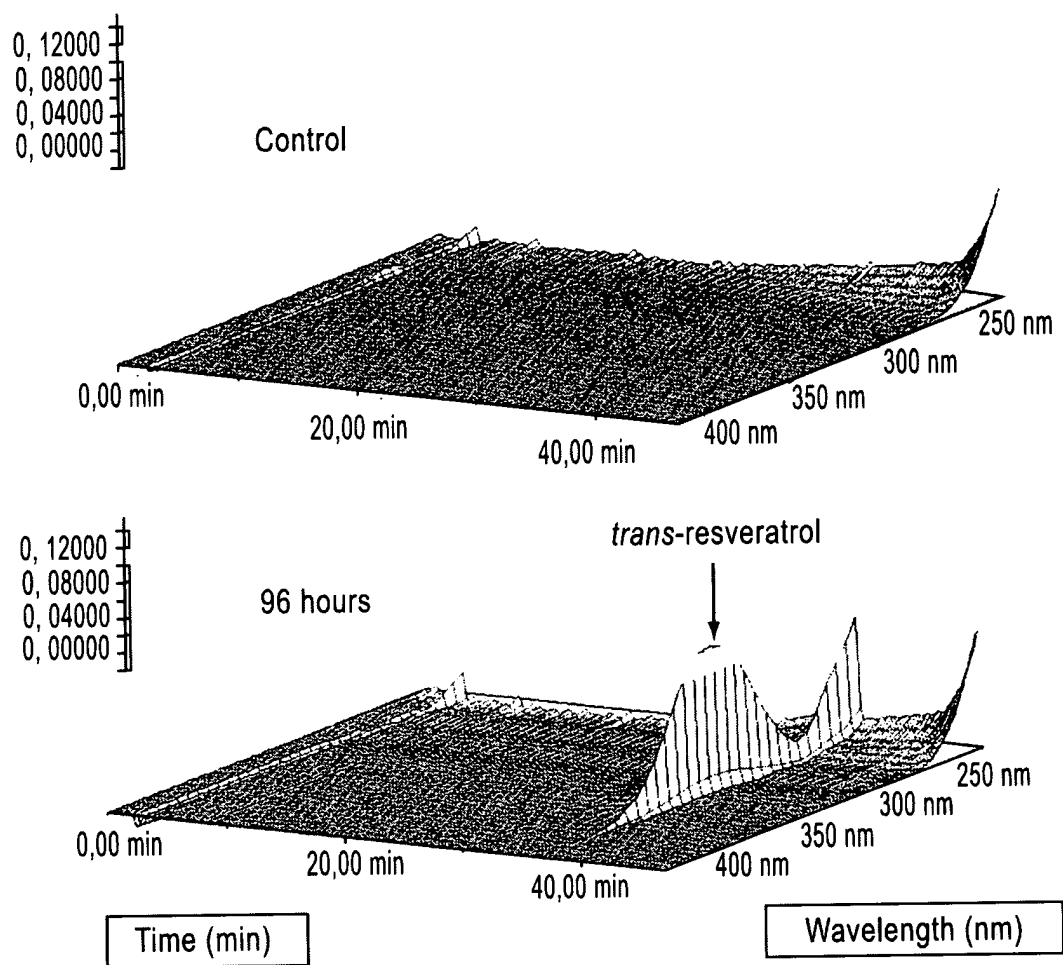 0, 12000
0, 08000
0, 04000
0, 00000
Control
250 nm
300 nm
350 nm
400 nm
0,00 min
20,00 min
40,00 min
0, 12000
0, 08000
0, 04000
0, 00000
96 hours
trans-resveratrol
250 nm
300 nm
350 nm
400 nm
0,00 min
20,00 min
40,00 min
Time (min)
Wavelength (nm)